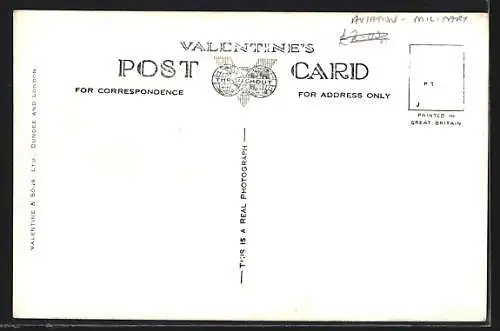 AVIATION - MILITARY
VALENTINE'S
POST CARD
FOR CORRESPONDENCE
FOR ADDRESS ONLY
P 1
J
PRINTED IN
GREAT BRITAIN
THIS IS A REAL PHOTOGRAPH
VALENTINE & SONS LTD. DUNDEE AND LONDON